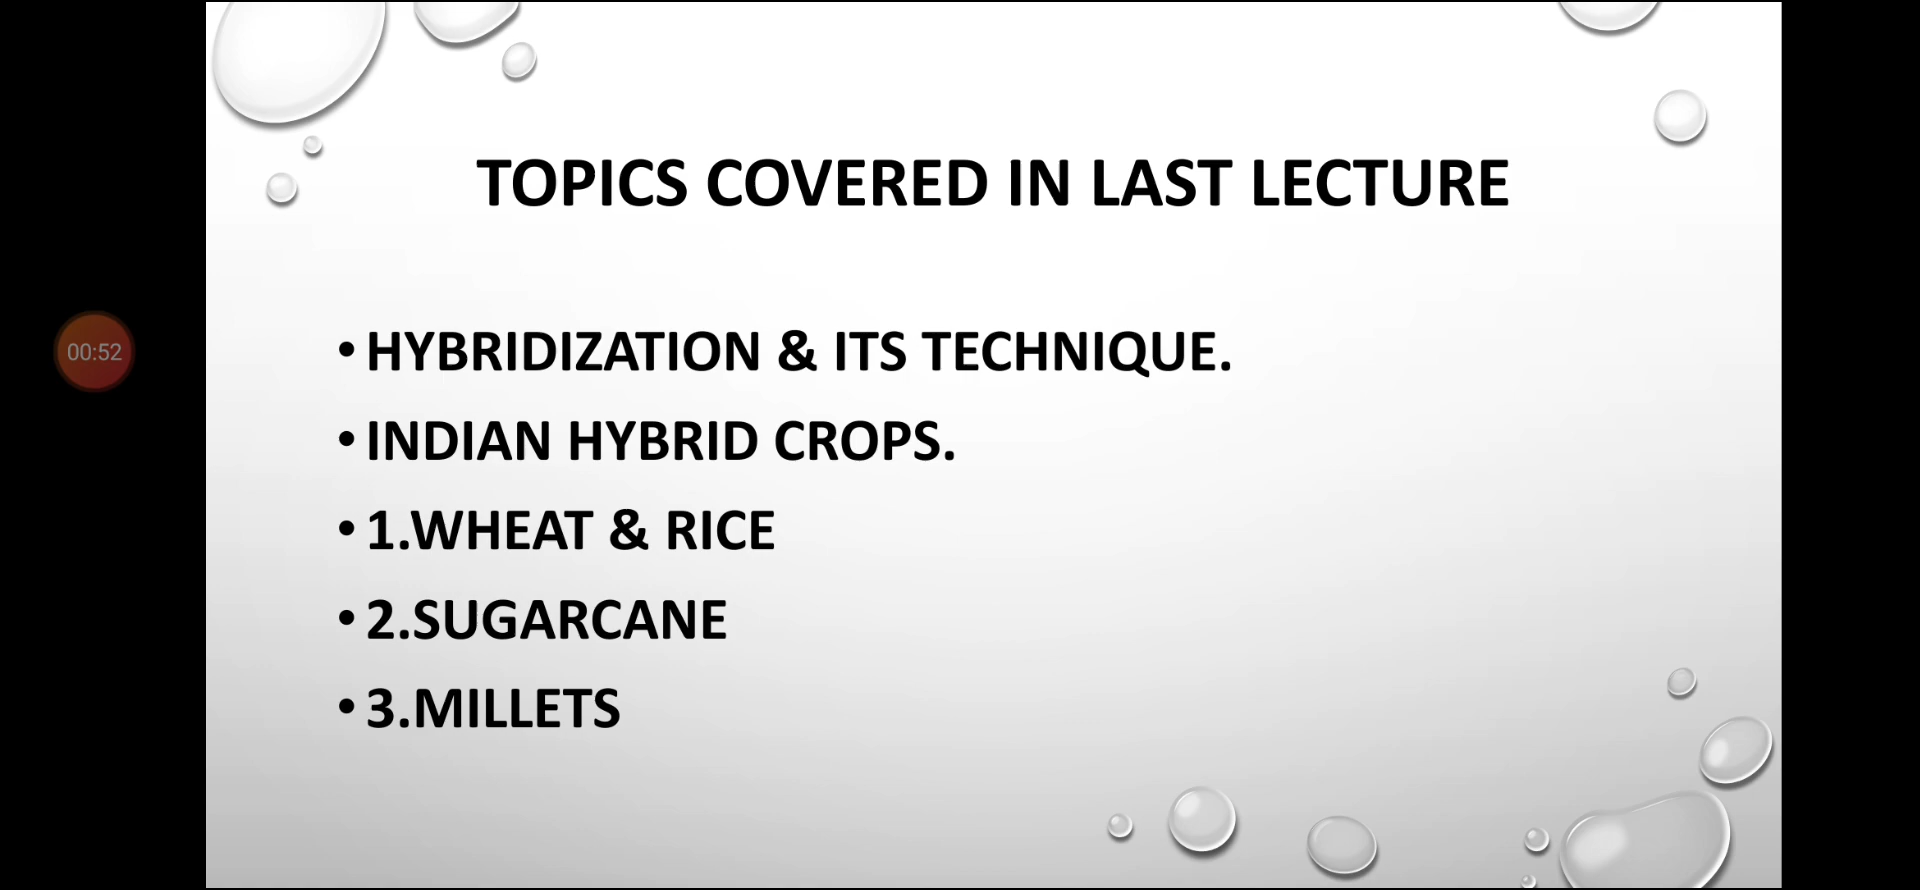 TOPICS COVERED IN LAST LECTURE
00:52
• HYBRIDIZATION & ITS TECHNIQUE.
• INDIAN HYBRID CROPS.
• 1.WHEAT & RICE
• 2.SUGARCANE
• 3.MILLETS